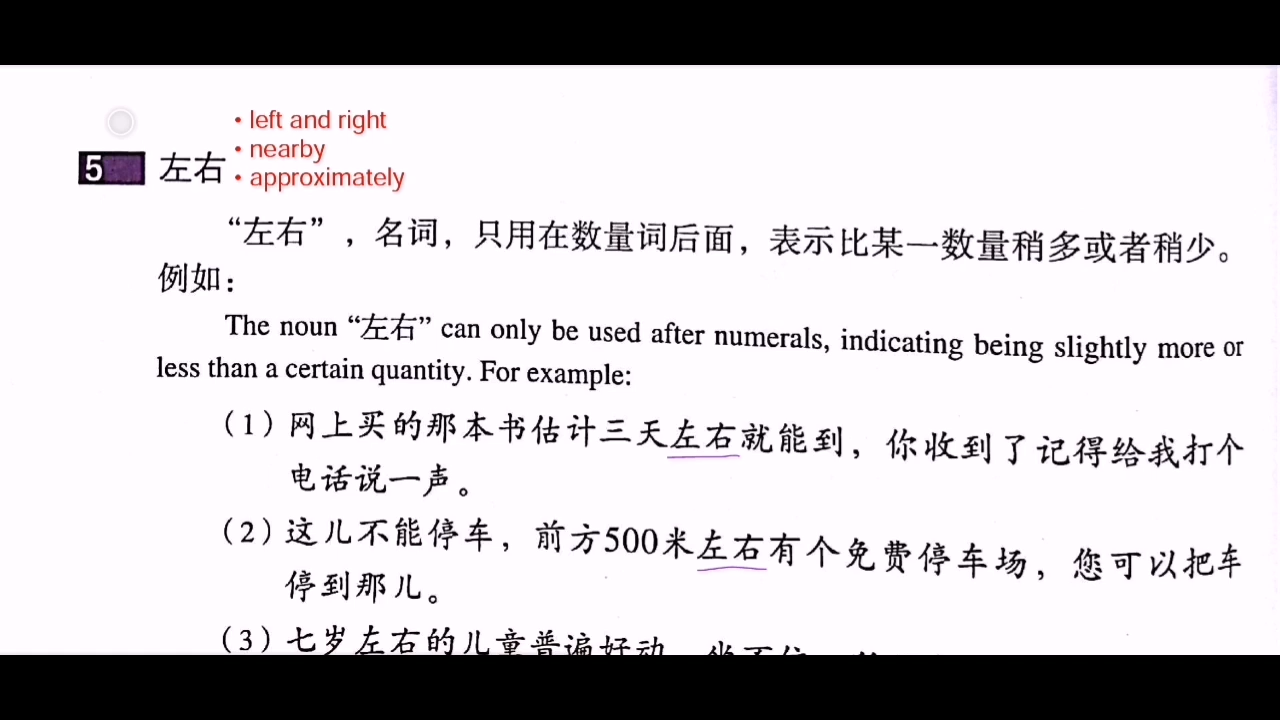 • left and right
• nearby
5 左右
• approximately
“左右”，名词，只用在数量词后面，表示比某一数量稍多或者稍少。
例如：
The noun “左右” can only be used after numerals, indicating being slightly more or
less than a certain quantity. For example:
（1）网上买的那本书估计三天左右就能到，你收到了记得给我打个
电话说一声。
（2）这儿不能停车，前方500米左右有个免费停车场，您可以把车
停到那儿。
（3）七岁左右的儿童普遍好动